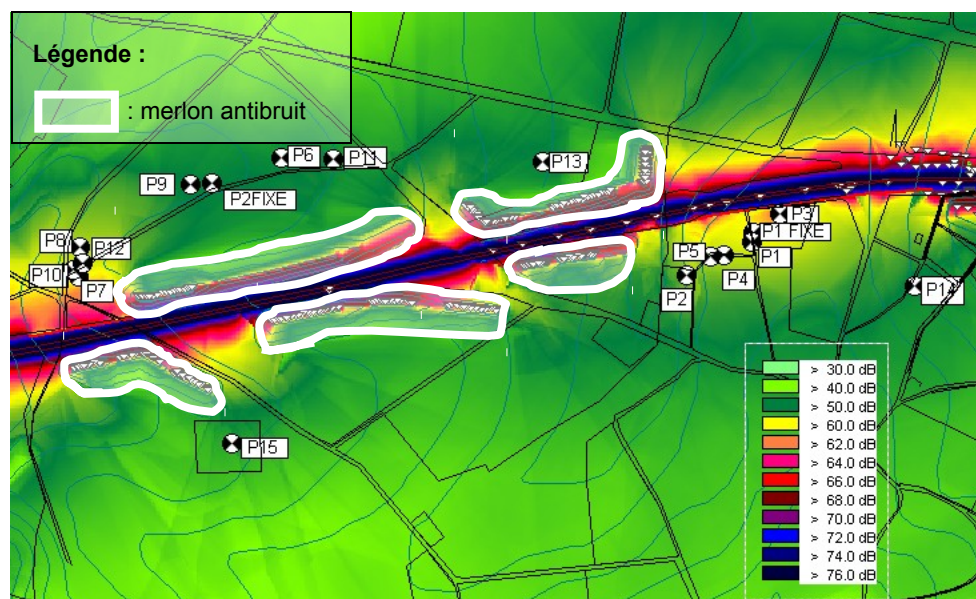 Légende :
: merlon antibruit
P6
P11
P13
P9
P2FIXE
P8
P12
P10
P7
P3
P1 FIXE
P1
P5
P4
P2
P14
P15
> 30.0 dB
> 40.0 dB
> 50.0 dB
> 60.0 dB
> 62.0 dB
> 64.0 dB
> 66.0 dB
> 68.0 dB
> 70.0 dB
> 72.0 dB
> 74.0 dB
> 76.0 dB